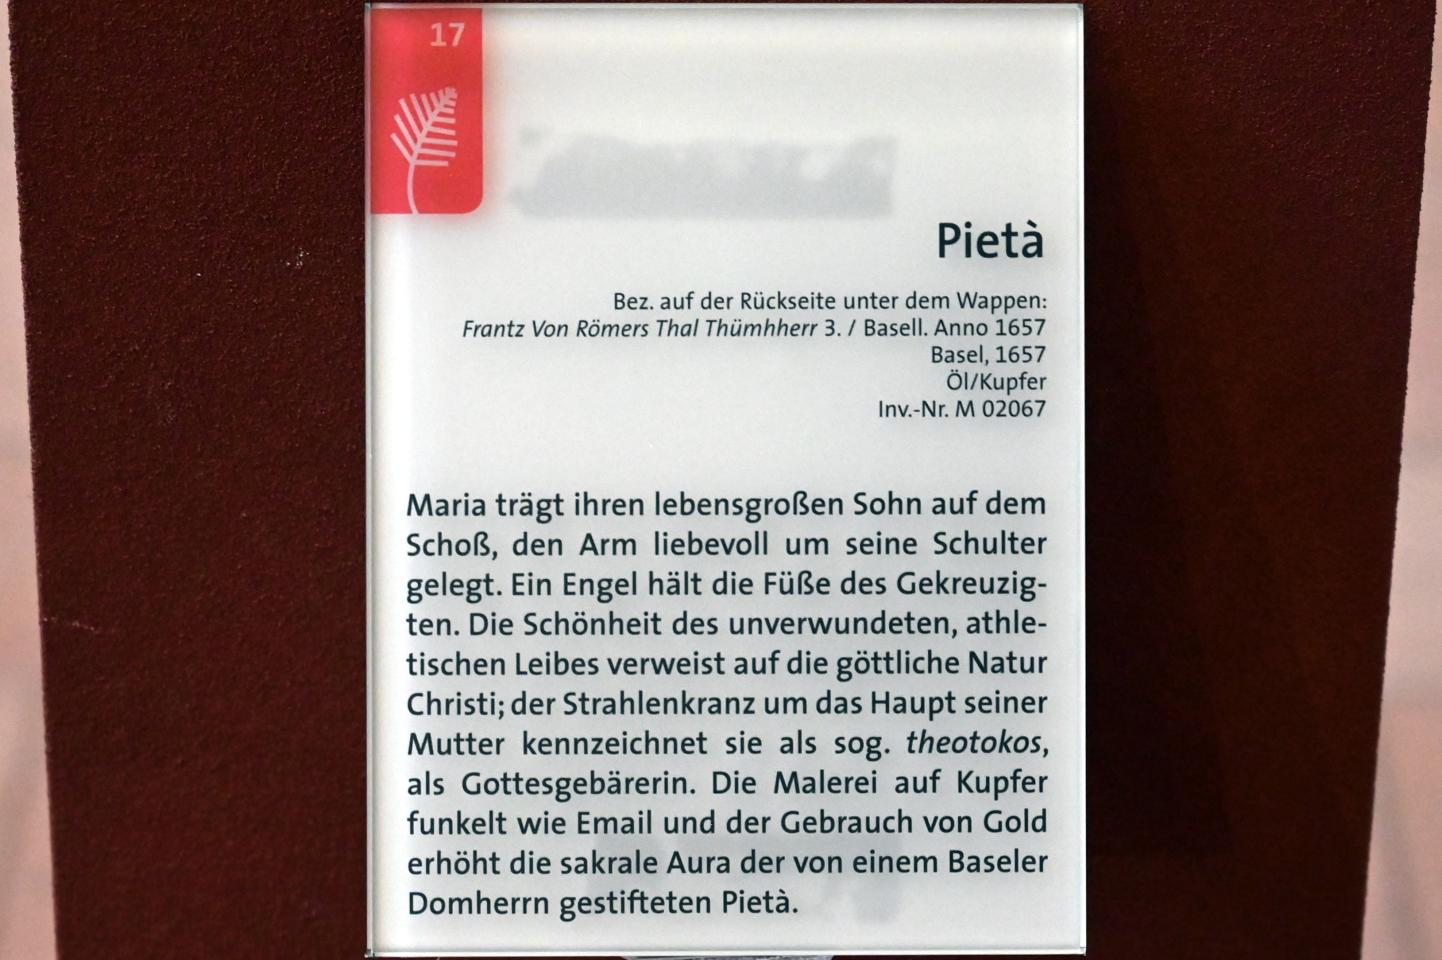 17
Pietà
Bez. auf der Rückseite unter dem Wappen:
Frantz Von Römers Thal Thümhherr 3. / Basell. Anno 1657
Basel, 1657
Öl/Kupfer
Inv.-Nr. M 02067
Maria trägt ihren lebensgroßen Sohn auf dem
Schoß, den Arm liebevoll um seine Schulter
gelegt. Ein Engel hält die Füße des Gekreuzig-
ten. Die Schönheit des unverwundeten, athle-
tischen Leibes verweist auf die göttliche Natur
Christi; der Strahlenkranz um das Haupt seiner
Mutter kennzeichnet sie als sog. theotokos,
als Gottesgebärerin. Die Malerei auf Kupfer
funkelt wie Email und der Gebrauch von Gold
erhöht die sakrale Aura der von einem Baseler
Domherrn gestifteten Pietà.